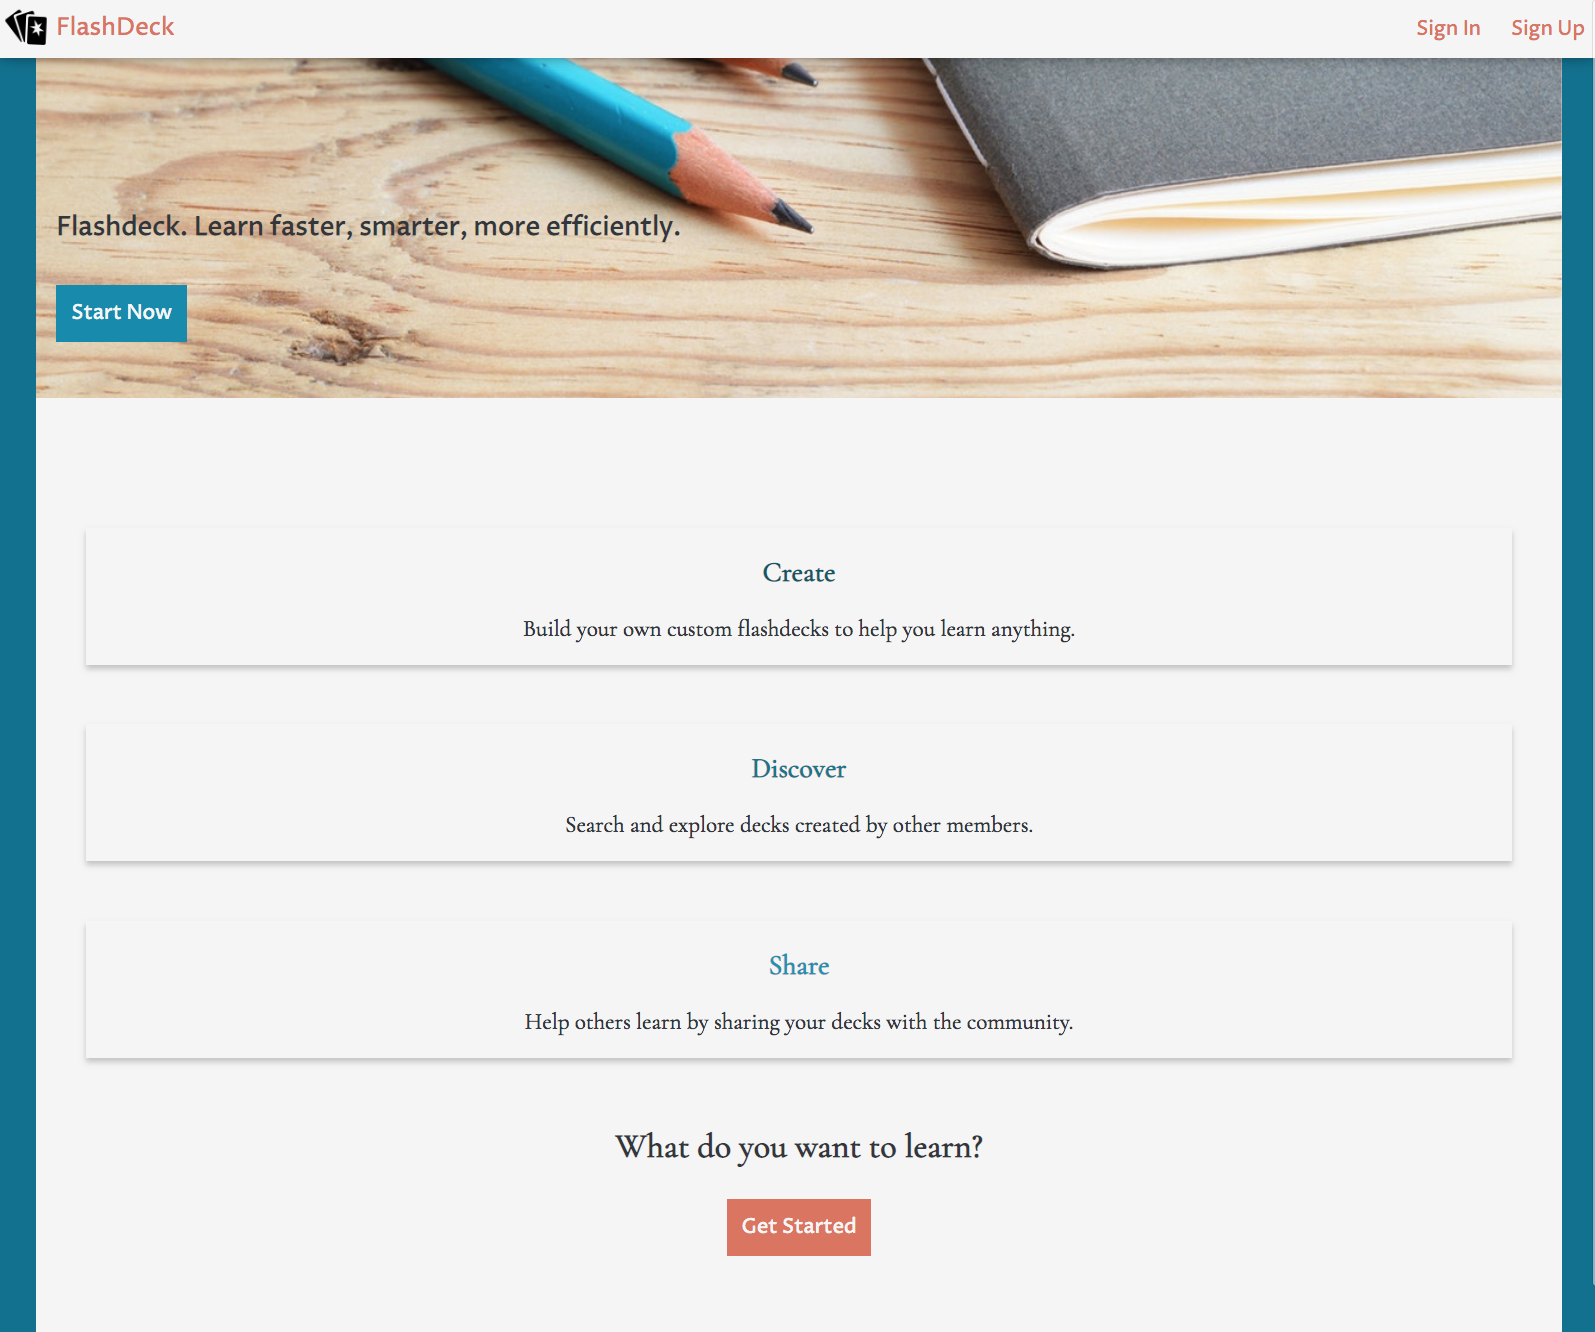 FlashDeck
Sign In
Sign Up
Flashdeck. Learn faster, smarter, more efficiently.
Start Now
Create
Build your own custom flashdecks to help you learn anything.
Discover
Search and explore decks created by other members.
Share
Help others learn by sharing your decks with the community.
What do you want to learn?
Get Started